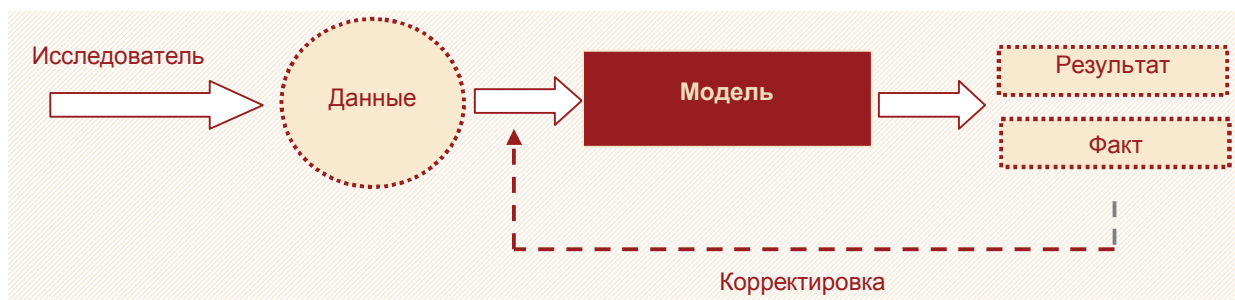 Исследователь
Данные
Модель
Результат
Факт
Корректировка